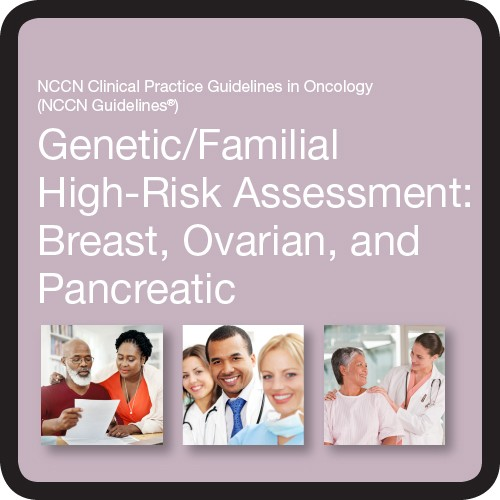 NCCN Clinical Practice Guidelines in Oncology
(NCCN Guidelines®)
Genetic/Familial
High-Risk Assessment:
Breast, Ovarian, and
Pancreatic